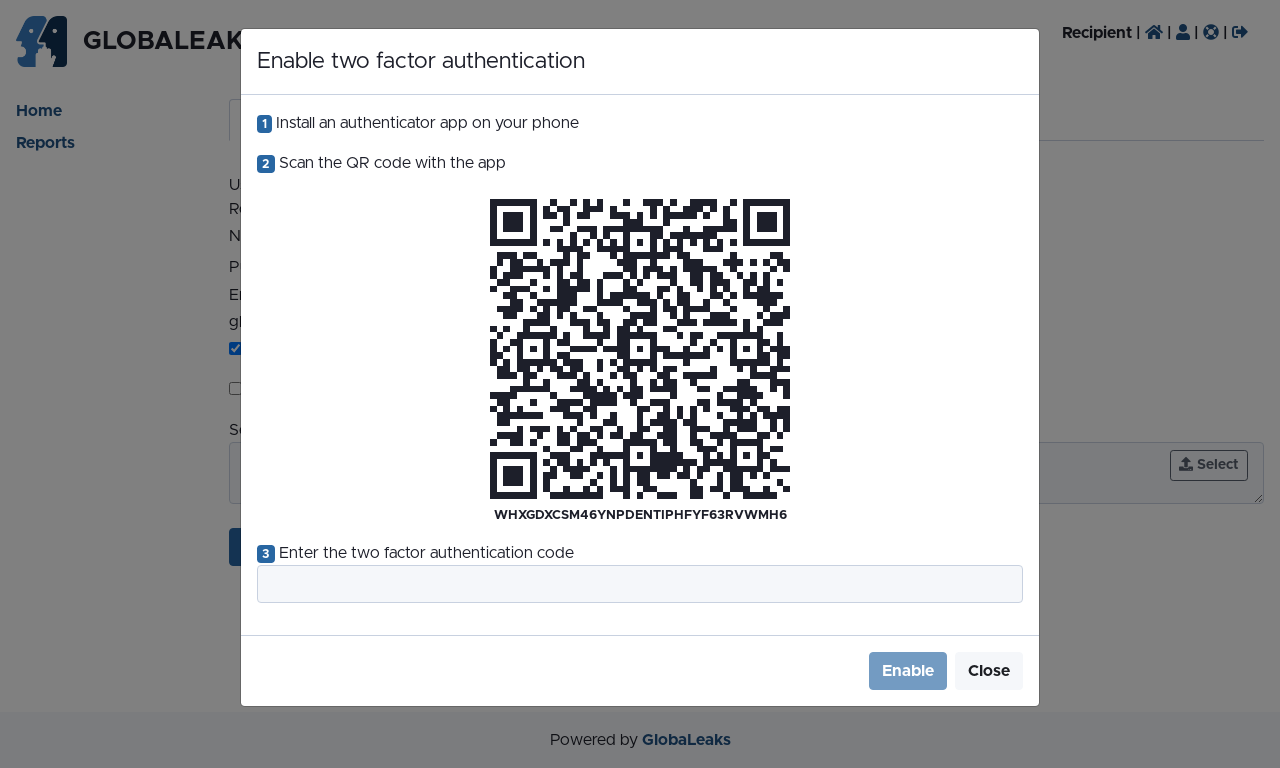 GLOBALEAK
Recipient | | | |
Home
Reports
Enable two factor authentication
1 Install an authenticator app on your phone
2 Scan the QR code with the app
WHXGDXCSM46YNPDENTIPHFYF63RVWMH6
3 Enter the two factor authentication code
Select
Enable Close
Powered by GlobaLeaks